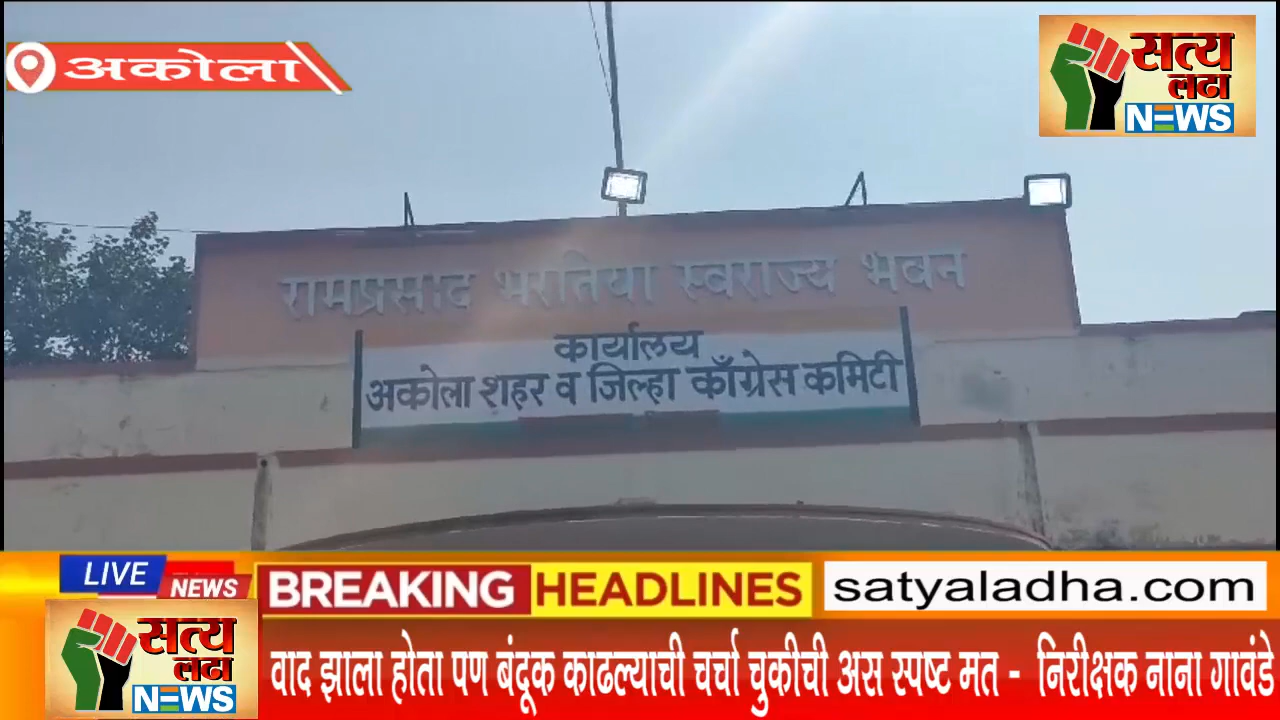 अकोला
सत्य
लढा
NEWS
रामप्रसाद भरतिया स्वराज्य भवन
कार्यालय
अकोला शहर व जिल्हा काँग्रेस कमिटी
LIVE
NEWS
BREAKING HEADLINES
satyaladha.com
सत्य
लढा
NEWS
वाद झाला होता पण बंदूक काढल्याची चर्चा चुकीची अस स्पष्ट मत - निरीक्षक नाना गावंडे